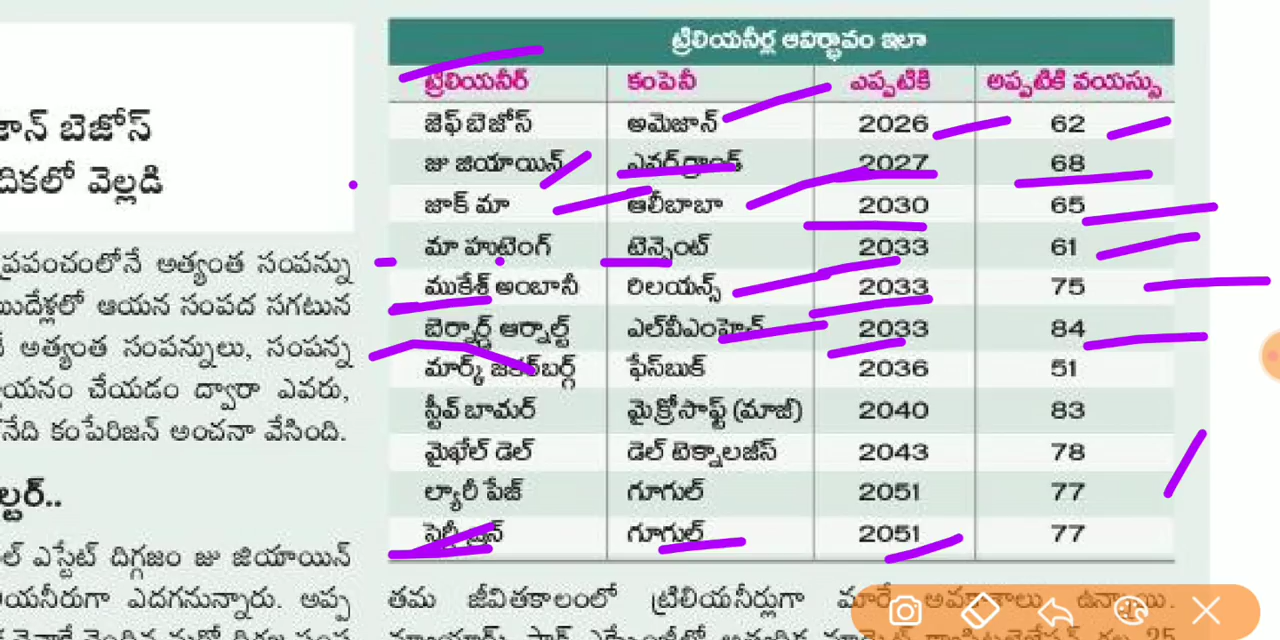 ట్రిలియనీర్ల ఆవిర్భావం ఇలా
ట్రిలియనీర్ కంపెనీ ఎప్పటికి అప్పటికి వయస్సు
జెఫ్ బెజోస్ అమెజాన్ 2026 62
జు జియాయిన్ ఎవర్‌గ్రాండ్ 2027 68
జాక్ మా ఆలీబాబా 2030 65
మా హుటెంగ్ టెన్సెంట్ 2033 61
ముకేశ్ అంబానీ రిలయన్స్ 2033 75
బెర్నార్డ్ ఆర్నాల్ట్ ఎల్‌వీఎంహెచ్ 2033 84
మార్క్ జుకర్‌బర్గ్ ఫేస్‌బుక్ 2036 51
స్టీవ్ బామర్ మైక్రోసాఫ్ట్ (మాజీ) 2040 83
మైఖేల్ డెల్ డెల్ టెక్నాలజీస్ 2043 78
ల్యారీ పేజ్ గూగుల్ 2051 77
సెర్గీ బ్రిన్ గూగుల్ 2051 77
జాన్ బెజోస్
దికలో వెల్లడి
ప్రపంచంలోనే అత్యంత సంపన్ను
యిదేళ్లలో ఆయన సంపద సగటున
అత్యంత సంపన్నులు, సంపన్న
యనం చేయడం ద్వారా ఎవరు,
నేది కంపేరిజన్ అంచనా వేసింది.
ల్టర్..
ల్ ఎస్టేట్ దిగ్గజం జు జియాయిన్
యనీరుగా ఎదగనున్నారు. అప్ప
తమ జీవితకాలంలో ట్రిలియనీర్లుగా మారే అవకాశాలు ఉన్నాయి.